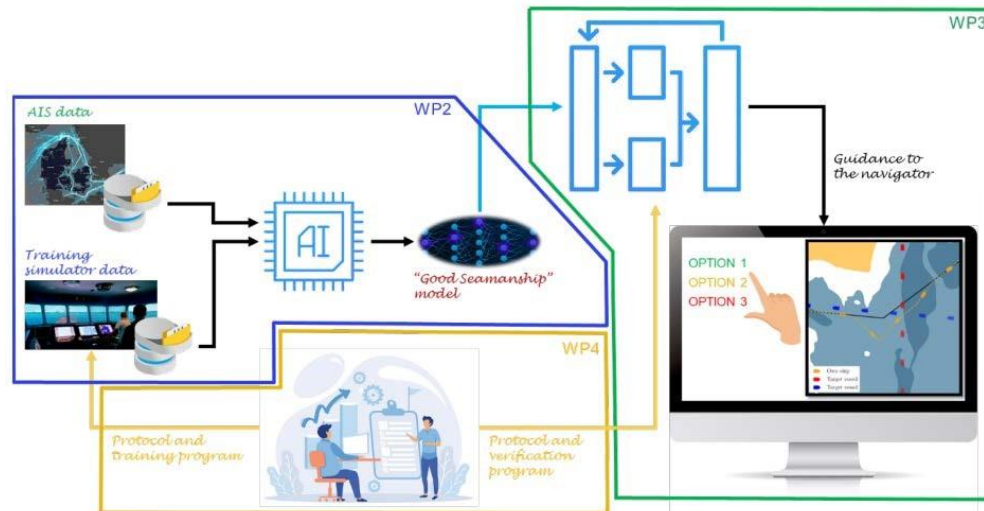 WP3
WP2
AIS data
Training
simulator data
AI
"Good Seamanship"
model
Guidance to
the navigator
OPTION 1
OPTION 2
OPTION 3
Own ship
Target vessel
Target vessel
WP4
Protocol and
training program
Protocol and
verification
program